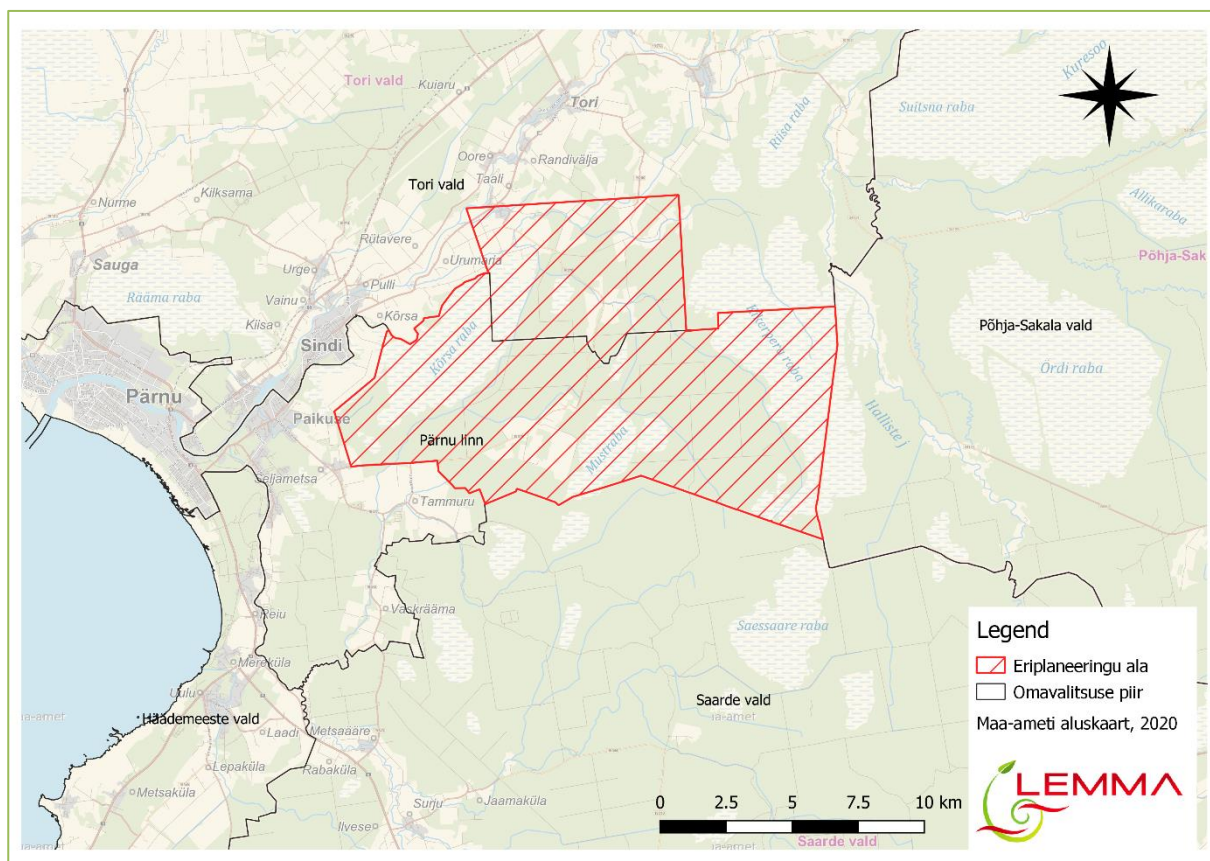 Kuresoo
Tori vald
Kuiaru
Suitsna raba
Tori
Riisa raba
Oore
Randivälja
Taali
Tori vald
Kilksama
Nurme
Allikaraba
Rütavere
Põhja-Sak
Urumarja
Sauga
Urge
Pulli
Rääma raba
Vainu
Kõrsa
Kiisa
Kõrsa raba
Põhja-Sakala vald
Sindi
Ördi raba
Pärnu
Halliste j
Paikuse
Pärnu linn
Mustraba
Seljametsa
Tammuru
Vaskrääma
Reiu
Saessaare raba
Mereküla
Uulu
Saarde vald
aa-amet
Häädemeeste vald
Laadi
Metsaääre
Lepaküla
Rabaküla
Metsaküla
Surju
Jaamaküla
Ilvese
Saarde vald
Legend
Eriplaneeringu ala
Omavalitsuse piir
Maa-ameti aluskaart, 2020
LEMMA
0 2.5 5 7.5 10 km